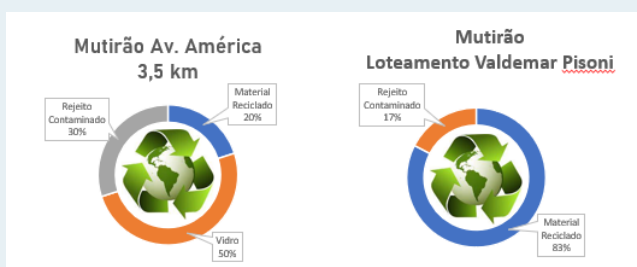 Mutirão Av. América
3,5 km
Rejeito
Contaminado
30%
Material
Reciclado
20%
Vidro
50%
Mutirão
Loteamento Valdemar Pisoni
Rejeito
Contaminado
17%
Material
Reciclado
83%